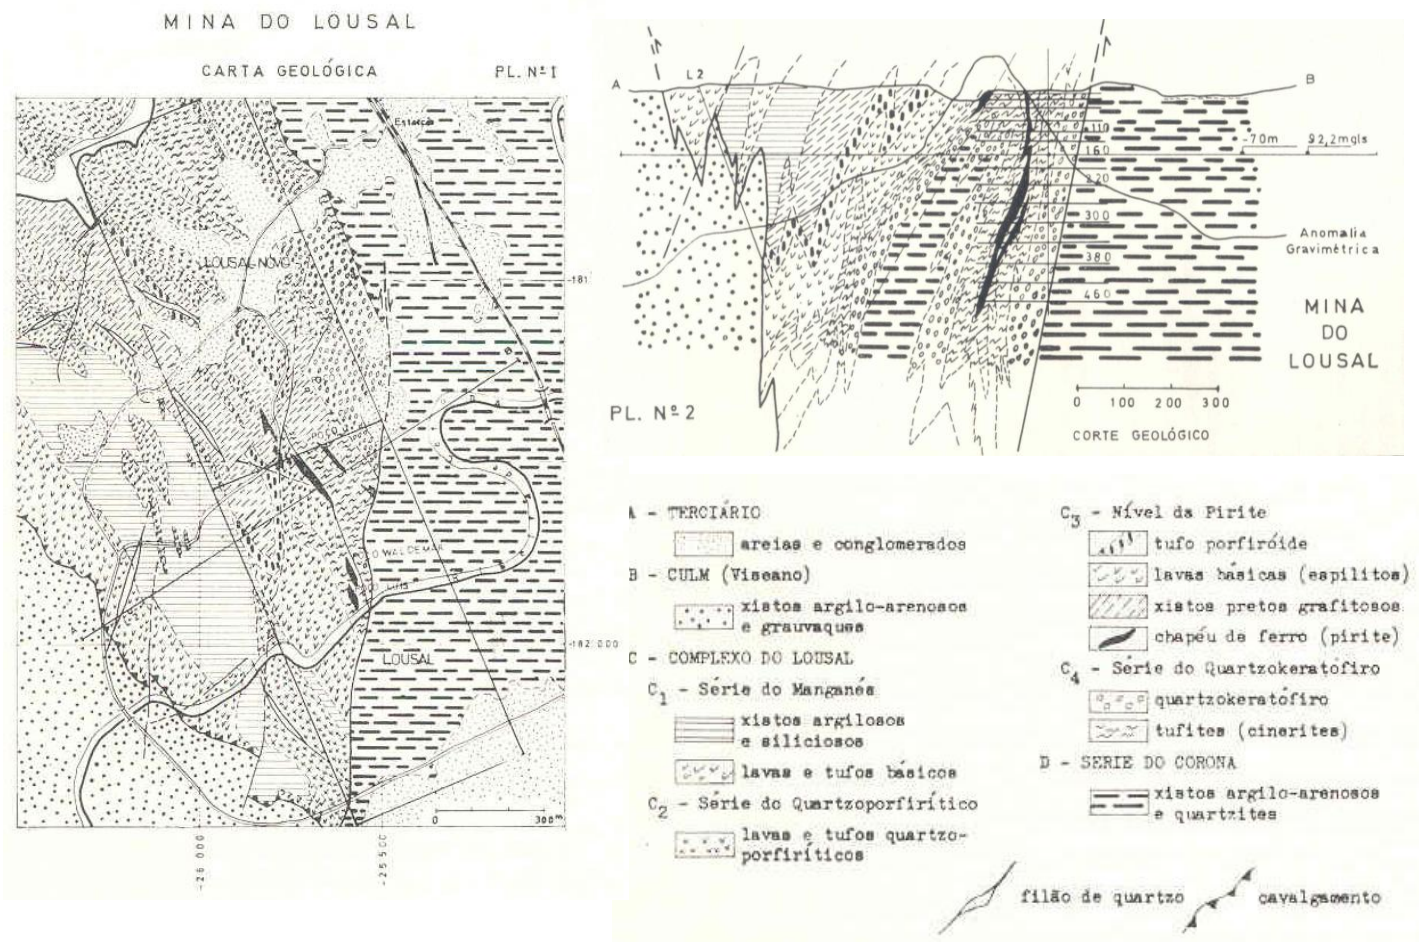 MINA DO LOUSAL
CARTA GEOLÓGICA
PL. Nº 1
Estação
LOUSAL-NOVO
-181
B
WALDEMAR
LUIS
-182 000
LOUSAL
0 300m
-26 000
-25 500
A
L2
B
110
-70m 92,2mgls
160
220
300
380
460
Anomalia
Gravimétrica
MINA
DO
LOUSAL
PL. Nº 2
0 100 200 300
CORTE GEOLÓGICO
A - TERCIÁRIO
areias e conglomerados
B - CULM (Viseano)
xistos argilo-arenosos
e grauvaques
C - COMPLEXO DO LOUSAL
C1 - Série do Manganés
xistos argilosos
e siliciosos
lavas e tufos básicos
C2 - Série do Quartzoporfirítico
lavas e tufos quartzo-
porfiríticos
C3 - Nível da Pirite
tufo porfiróide
lavas básicas (espilitos)
xistos pretos grafitosos
chapéu de ferro (pirite)
C4 - Série do Quartzokeratófiro
quartzokeratófiro
tufites (cinerites)
D - SERIE DO CORONA
xistos argilo-arenosos
e quartzites
filão de quartzo
cavalgamento